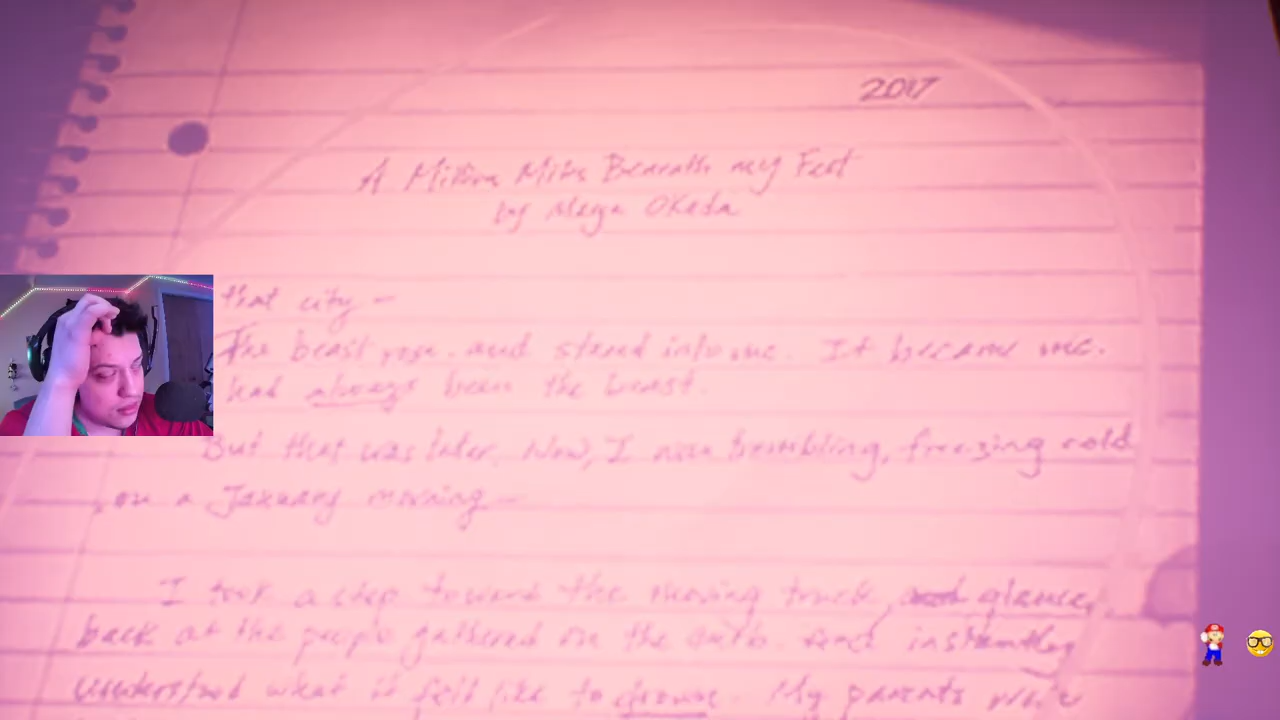 2017
A Million Miles Beneath my Feet
by Maya Okada
that city -
The beast rose and stared into me. It became me.
had always been the beast.
But that was later. Now, I was trembling, freezing cold
on a January morning -
I took a step toward the moving truck, and glance
back at the people gathered on the curb and instantly
understood what it felt like to drown. My parents were